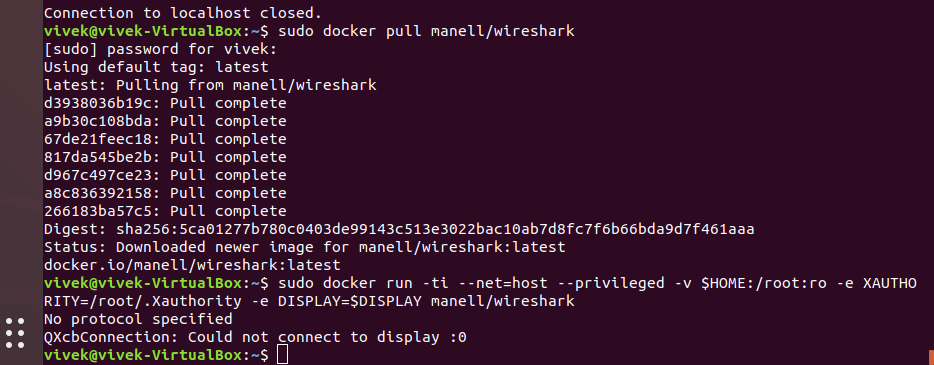 Connection to localhost closed.
vivek@vivek-VirtualBox:~$ sudo docker pull manell/wireshark
[sudo] password for vivek:
Using default tag: latest
latest: Pulling from manell/wireshark
d3938036b19c: Pull complete
a9b30c108bda: Pull complete
67de21feec18: Pull complete
817da545be2b: Pull complete
d967c497ce23: Pull complete
a8c836392158: Pull complete
266183ba57c5: Pull complete
Digest: sha256:5ca01277b780c0403de99143c513e3022bac10ab7d8fc7f6b66bda9d7f461aaa
Status: Downloaded newer image for manell/wireshark:latest
docker.io/manell/wireshark:latest
vivek@vivek-VirtualBox:~$ sudo docker run -ti --net=host --privileged -v $HOME:/root:ro -e XAUTHO
RITY=/root/.Xauthority -e DISPLAY=$DISPLAY manell/wireshark
No protocol specified
QXcbConnection: Could not connect to display :0
vivek@vivek-VirtualBox:~$